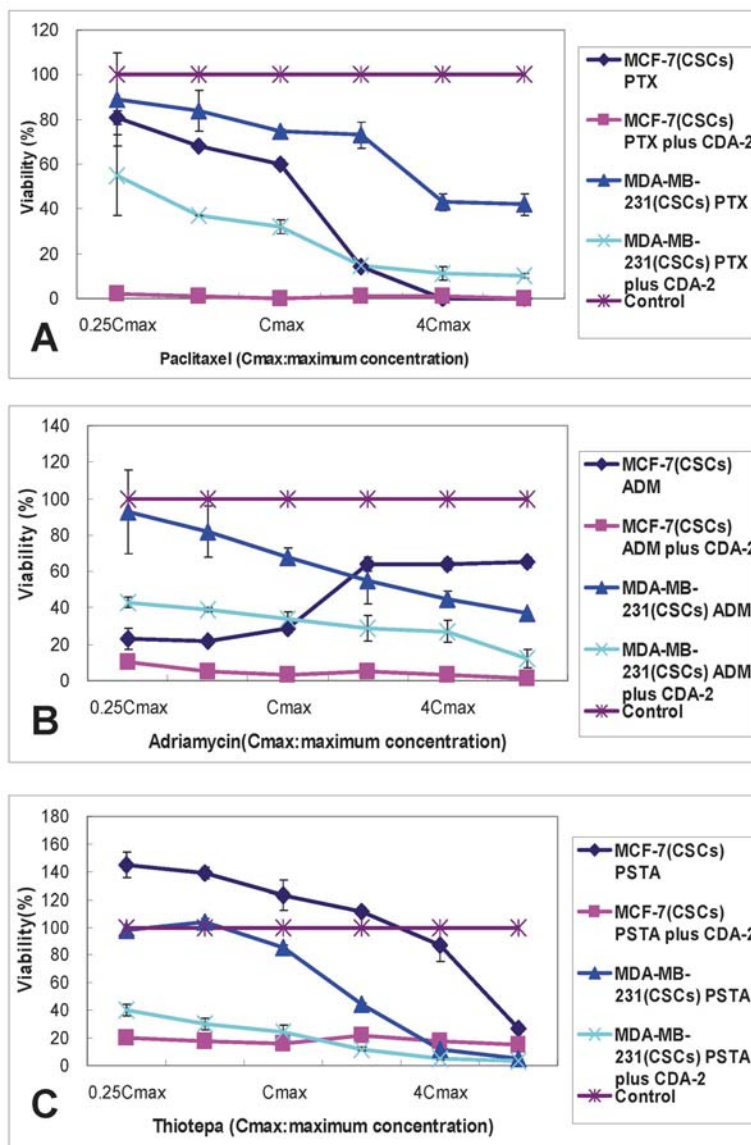 120
100
80
60
40
20
0
Viability (%)
0.25Cmax Cmax 4Cmax
Paclitaxel (Cmax:maximum concentration)
A
MCF-7(CSCs)
PTX
MCF-7(CSCs)
PTX plus CDA-2
MDA-MB-
231(CSCs) PTX
MDA-MB-
231(CSCs) PTX
plus CDA-2
Control
140
120
100
80
60
40
20
0
Viability (%)
0.25Cmax Cmax 4Cmax
Adriamycin(Cmax:maximum concentration)
B
MCF-7(CSCs)
ADM
MCF-7(CSCs)
ADM plus CDA-2
MDA-MB-
231(CSCs) ADM
MDA-MB-
231(CSCs) ADM
plus CDA-2
Control
180
160
140
120
100
80
60
40
20
0
Viability(%)
0.25Cmax Cmax 4Cmax
Thiotepa (Cmax:maximum concentration)
C
MCF-7(CSCs)
PSTA
MCF-7(CSCs)
PSTA plus CDA-2
MDA-MB-
231(CSCs) PSTA
MDA-MB-
231(CSCs) PSTA
plus CDA-2
Control